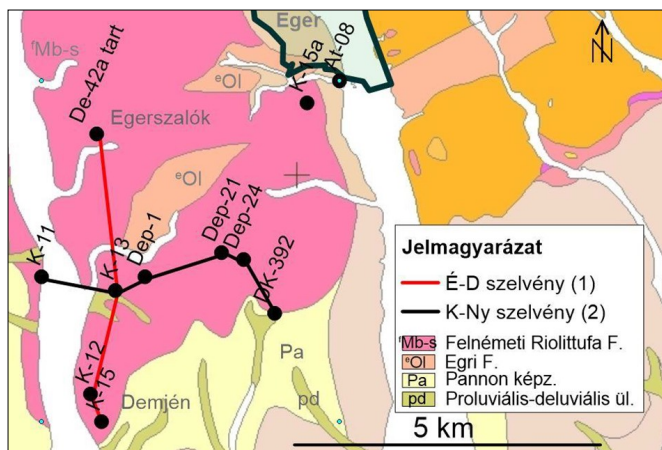 Eger
ᶠMb-s
De-42a tart
ᵉOl
K-15a
At-08
N
Egerszalók
ᵉOl
K-11
K-13
Dep-1
Dep-21
Dep-24
DK-392
K-12
K-15
Demjén
Pa
pd
Jelmagyarázat
É-D szelvény (1)
K-Ny szelvény (2)
ᶠMb-s Felnémeti Riolittufa F.
ᵉOl Egri F.
Pa Pannon képz.
pd Proluviális-deluviális ül.
5 km